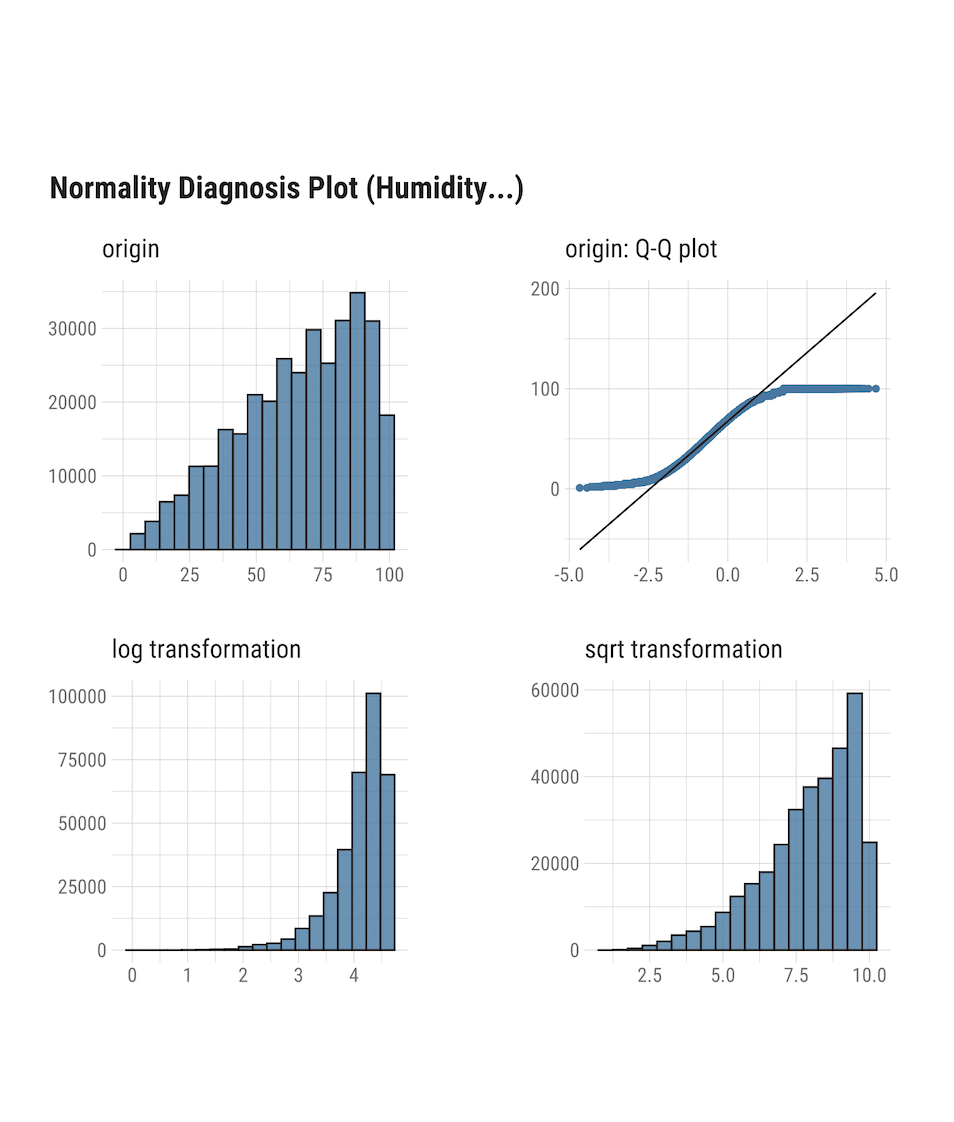 Normality Diagnosis Plot (Humidity...)
origin
30000
20000
10000
0
0 25 50 75 100
origin: Q-Q plot
200
100
0
-5.0 -2.5 0.0 2.5 5.0
log transformation
100000
75000
50000
25000
0
0 1 2 3 4
sqrt transformation
60000
40000
20000
0
2.5 5.0 7.5 10.0